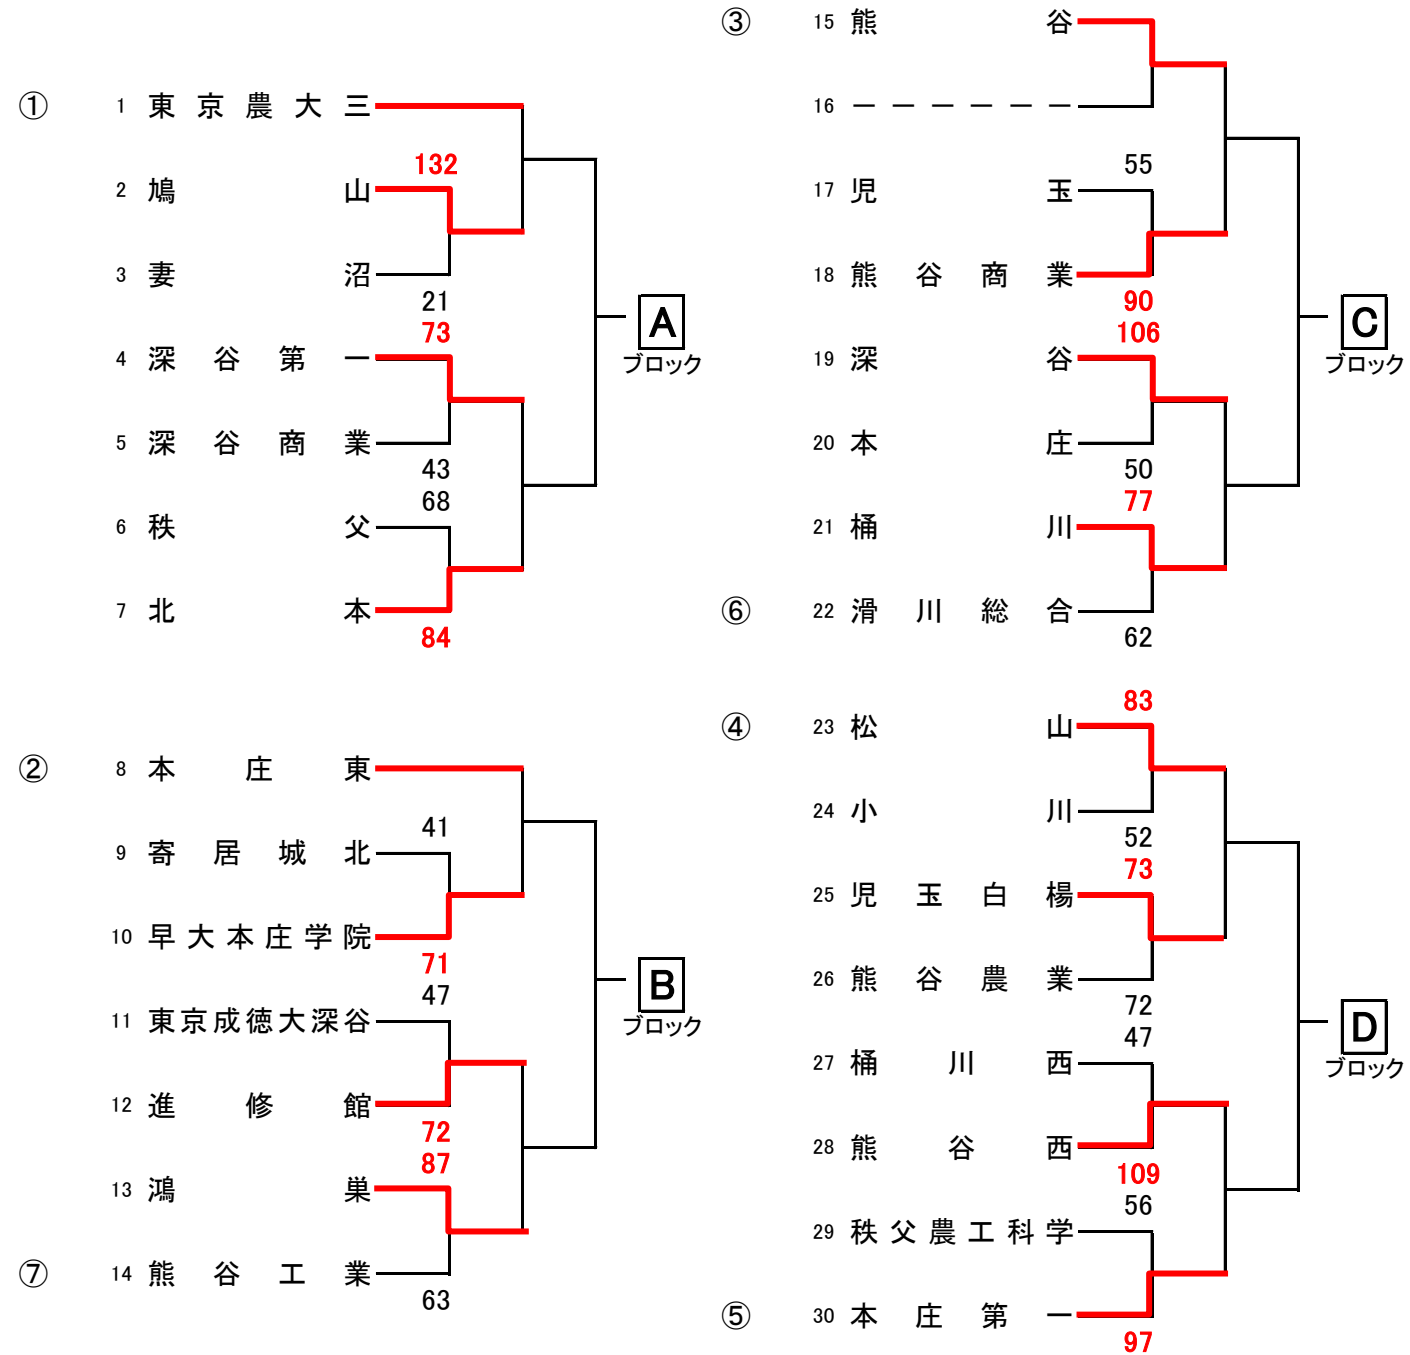 ① 1 東京農大三
132
2 鳩山
3 妻沼
21
73
4 深谷第一
5 深谷商業
43
68
6 秩父
7 北本
84
A
ブロック
② 8 本庄東
41
9 寄居城北
10 早大本庄学院
71
47
11 東京成徳大深谷
12 進修館
72
87
13 鴻巣
⑦ 14 熊谷工業
63
B
ブロック
③ 15 熊谷
16 ー ー ー ー ー ー
55
17 児玉
18 熊谷商業
90
106
19 深谷
20 本庄
50
77
21 桶川
⑥ 22 滑川総合
62
C
ブロック
83
④ 23 松山
24 小川
52
73
25 児玉白楊
26 熊谷農業
72
47
27 桶川西
28 熊谷西
109
56
29 秩父農工科学
⑤ 30 本庄第一
97
D
ブロック